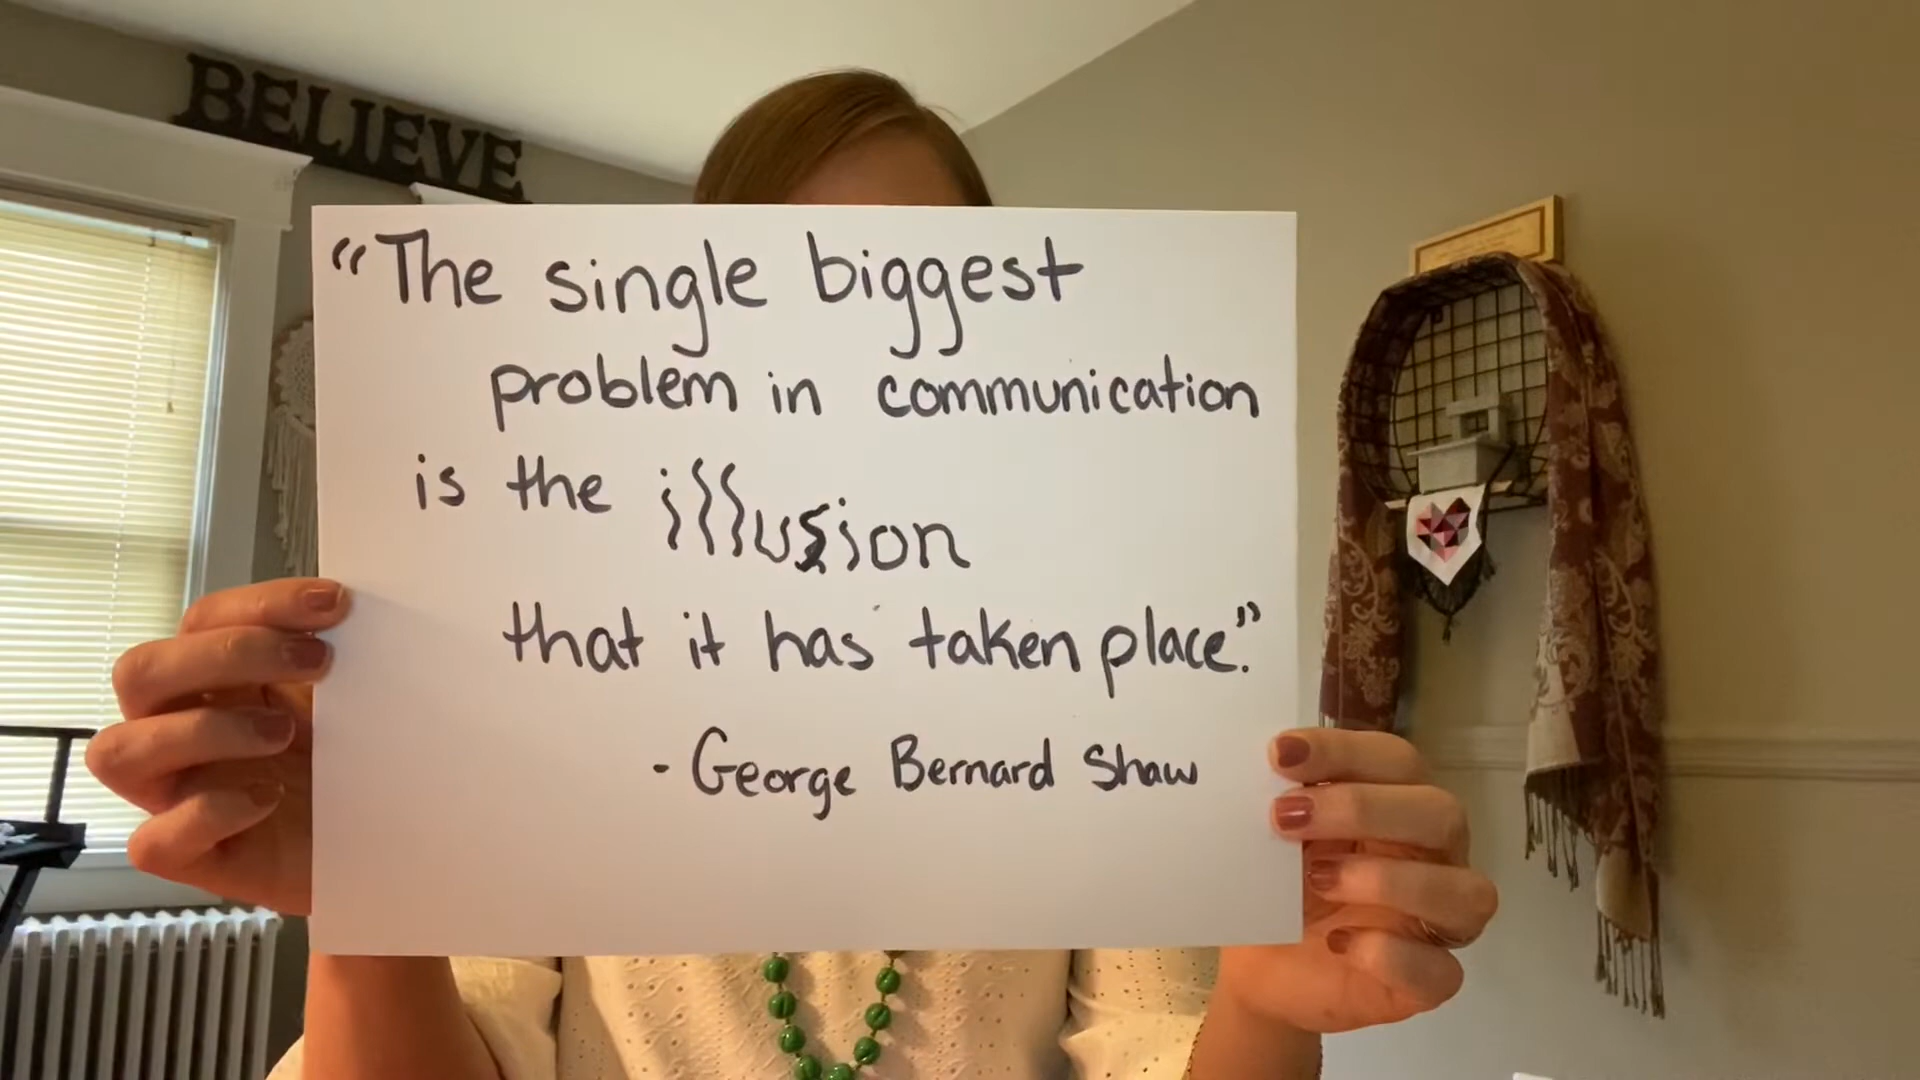 BELIEVE
“The single biggest
problem in communication
is the illusion
that it has taken place.”
- George Bernard Shaw